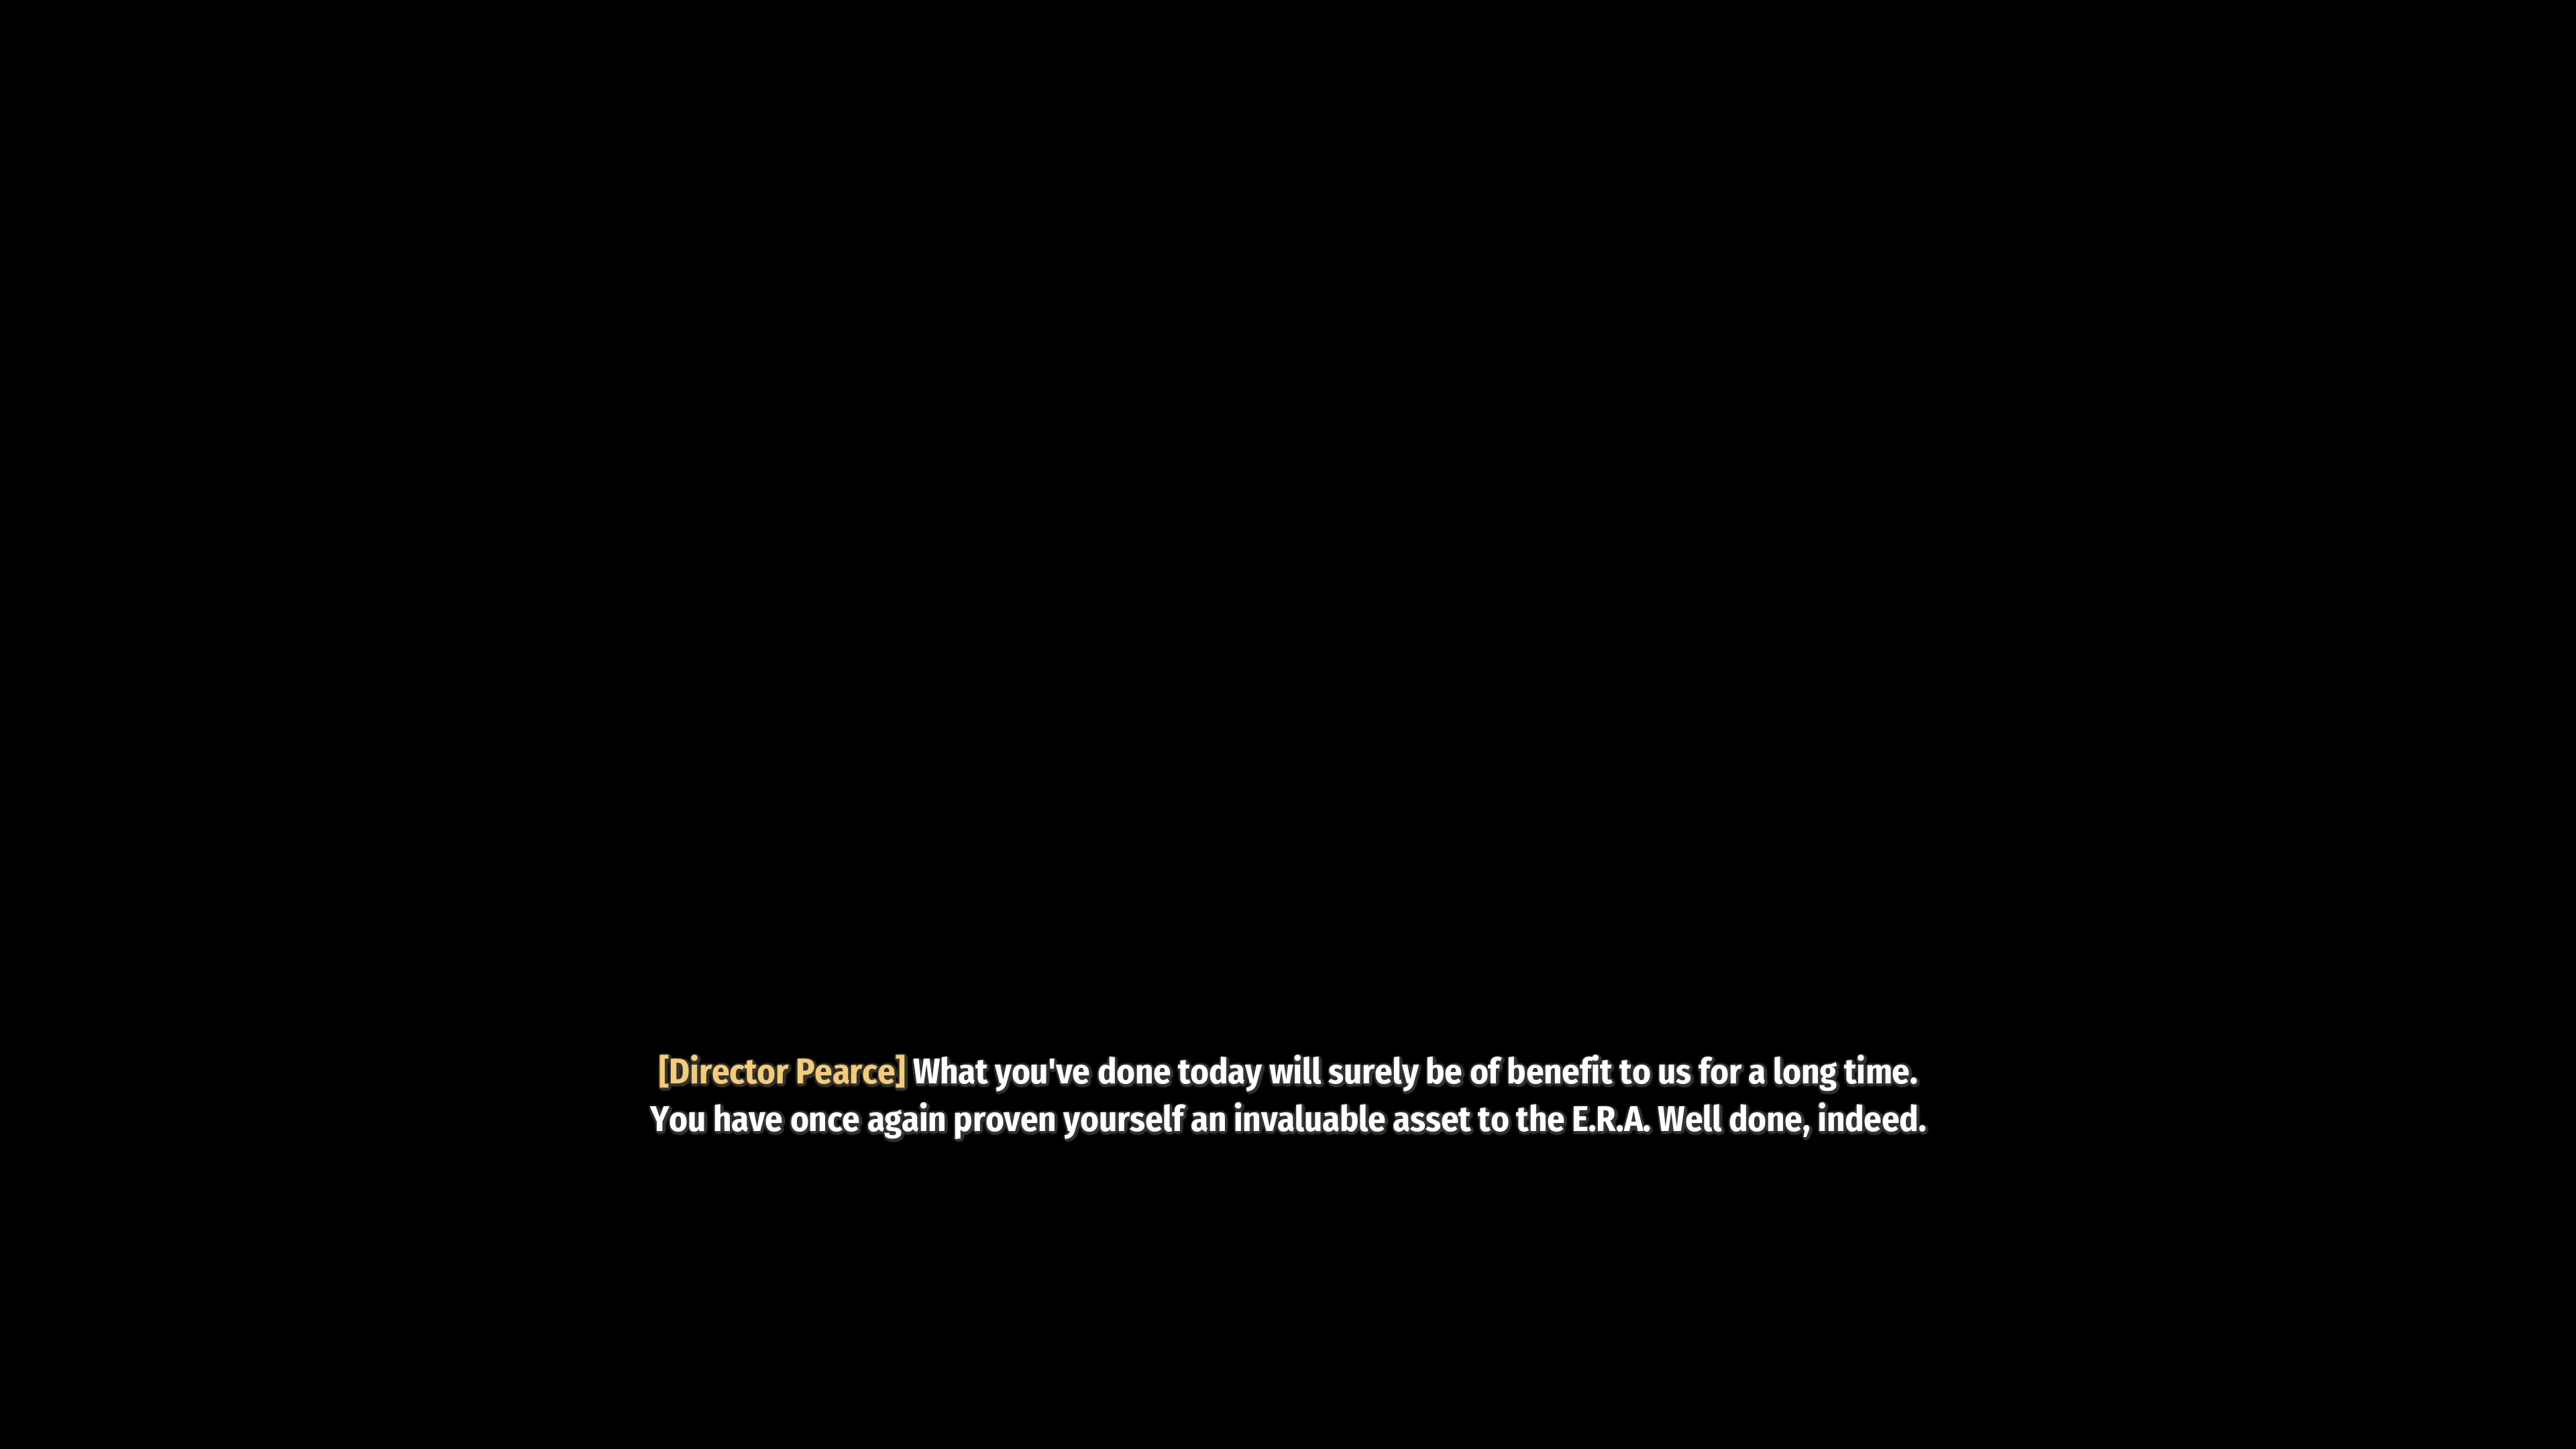 [Director Pearce] What you've done today will surely be of benefit to us for a long time.
You have once again proven yourself an invaluable asset to the E.R.A. Well done, indeed.